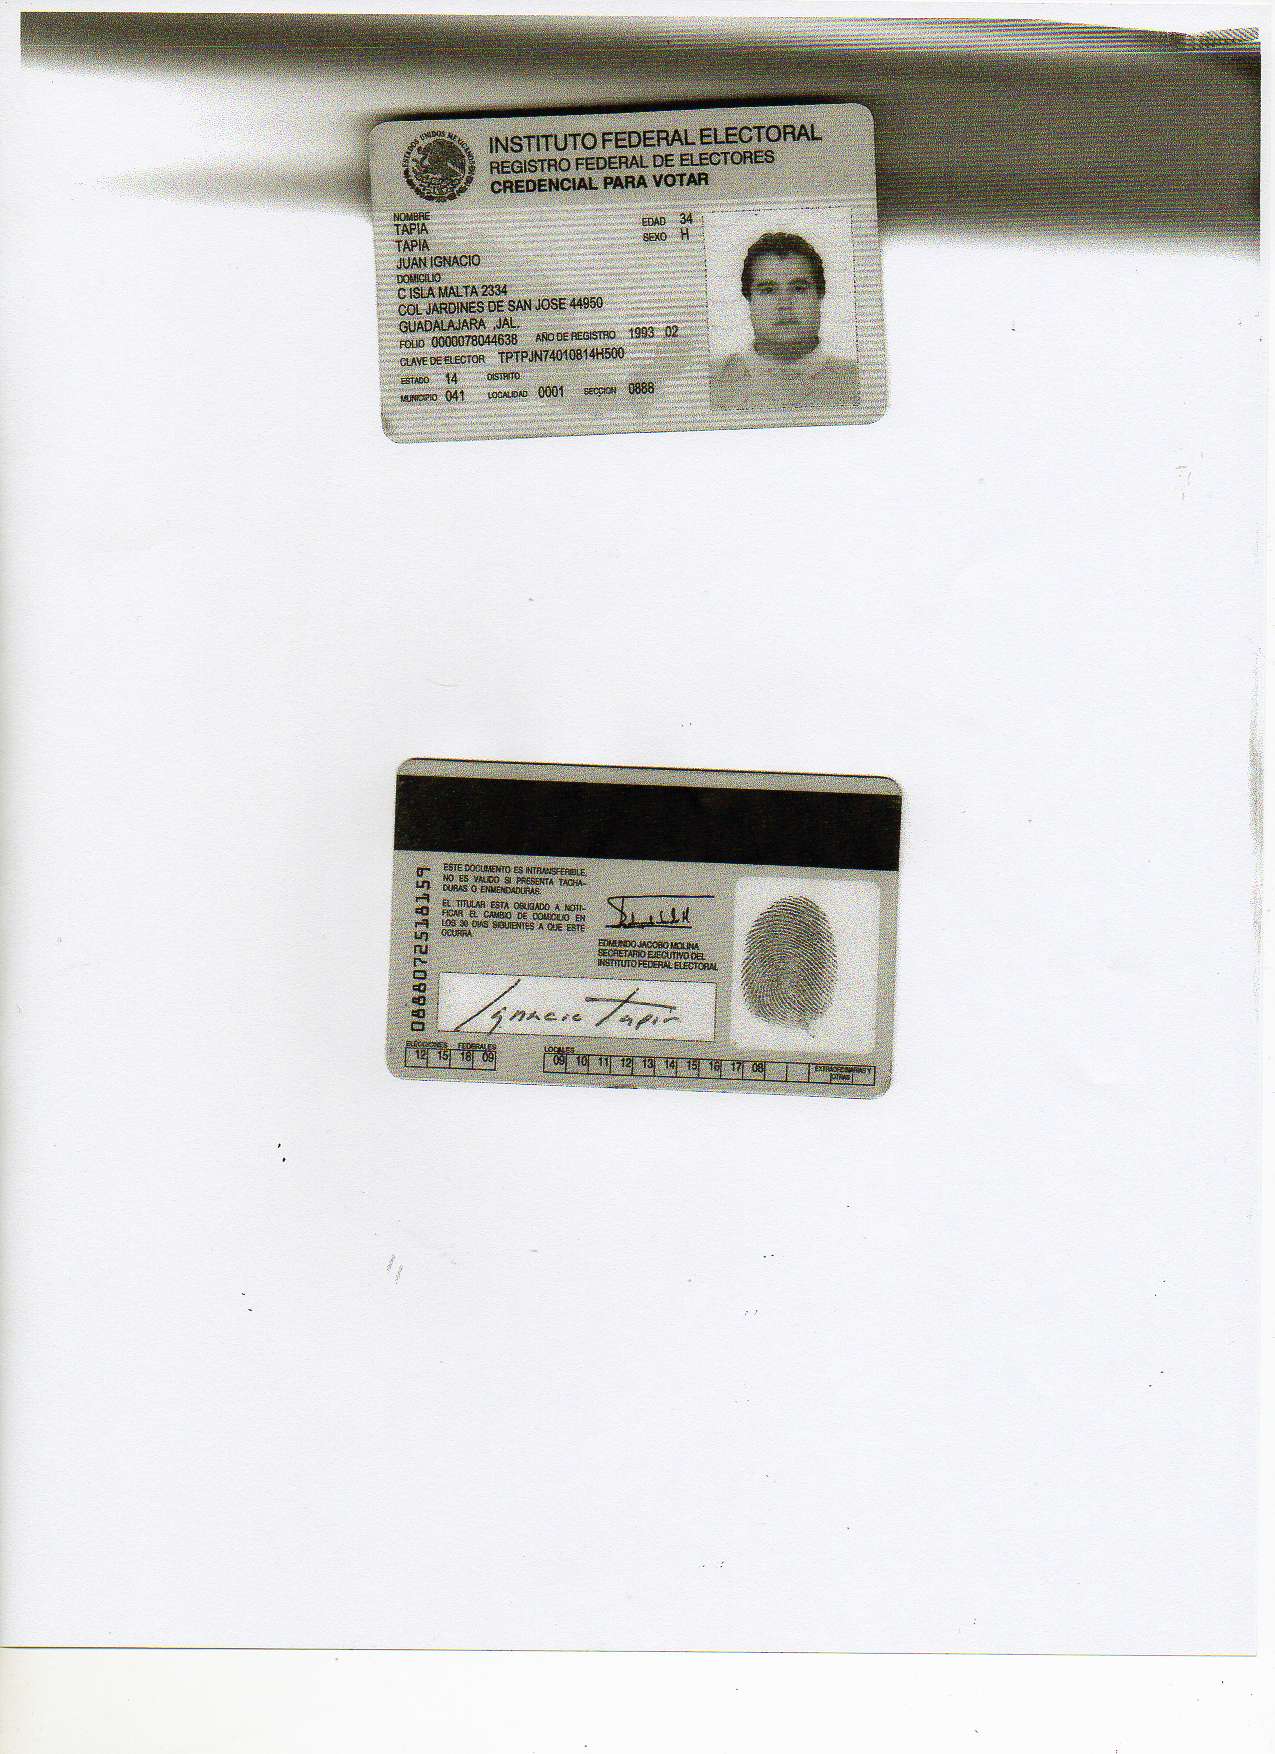 ESTADOS UNIDOS MEXICANOS
INSTITUTO FEDERAL ELECTORAL
REGISTRO FEDERAL DE ELECTORES
CREDENCIAL PARA VOTAR
NOMBRE
TAPIA
TAPIA
JUAN IGNACIO
EDAD 34
SEXO H
DOMICILIO
C ISLA MALTA 2334
COL JARDINES DE SAN JOSE 44950
GUADALAJARA ,JAL.
FOLIO 0000078044638 AÑO DE REGISTRO 1993 02
CLAVE DE ELECTOR TPTPJN74010814H500
ESTADO 14 DISTRITO
MUNICIPIO 041 LOCALIDAD 0001 SECCION 0888
0888072518159
ESTE DOCUMENTO ES INTRANSFERIBLE.
NO ES VALIDO SI PRESENTA TACHA-
DURAS O ENMENDADURAS.
EL TITULAR ESTA OBLIGADO A NOTI-
FICAR EL CAMBIO DE DOMICILIO EN
LOS 30 DIAS SIGUIENTES A QUE ESTE
OCURRA.
EDMUNDO JACOBO MOLINA
SECRETARIO EJECUTIVO DEL
INSTITUTO FEDERAL ELECTORAL
Ignacio Tapia
ELECCIONES FEDERALES
12 15 18 09
LOCALES
09 10 11 12 13 14 15 16 17 08
EXTRAORDINARIAS Y
OTRAS